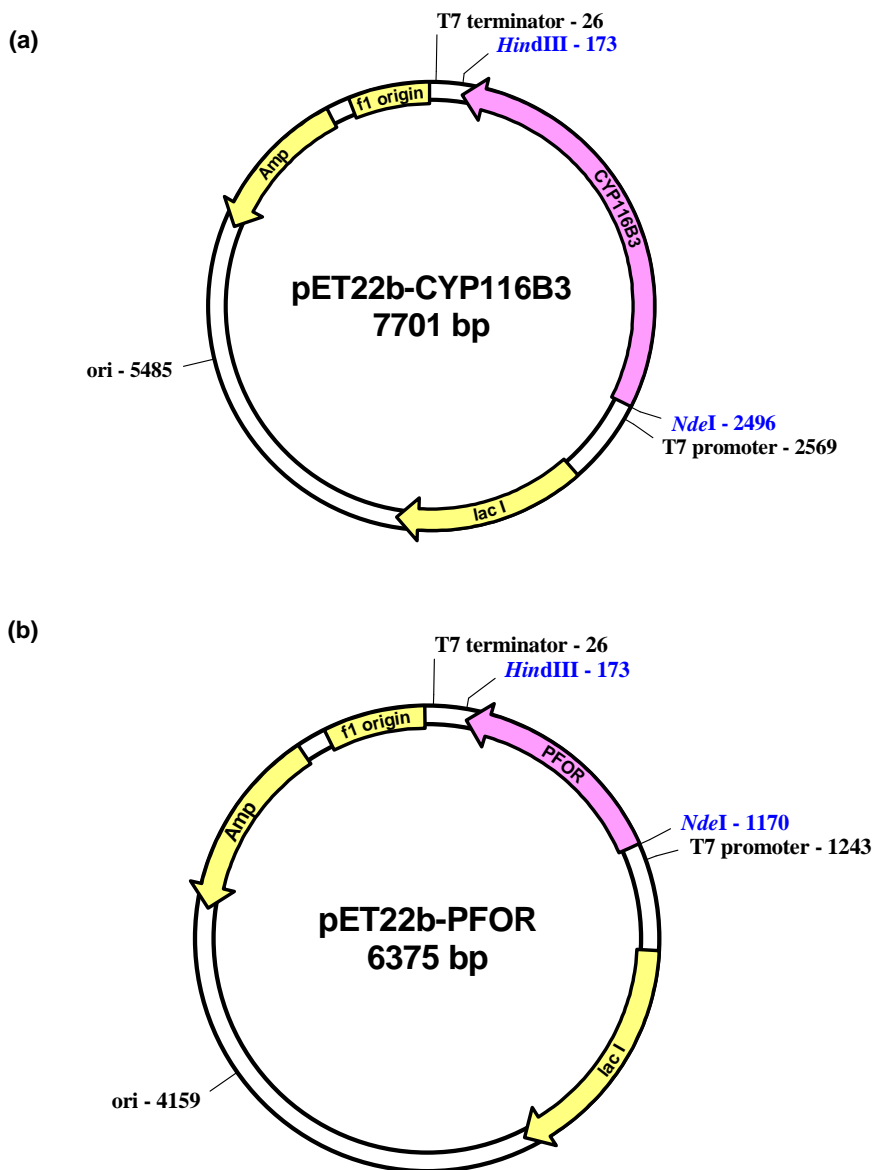 (a)
T7 terminator - 26
HindIII - 173
f1 origin
Amp
CYP116B3
pET22b-CYP116B3
7701 bp
ori - 5485
NdeI - 2496
T7 promoter - 2569
lac I
(b)
T7 terminator - 26
HindIII - 173
f1 origin
PFOR
Amp
NdeI - 1170
T7 promoter - 1243
pET22b-PFOR
6375 bp
lac I
ori - 4159